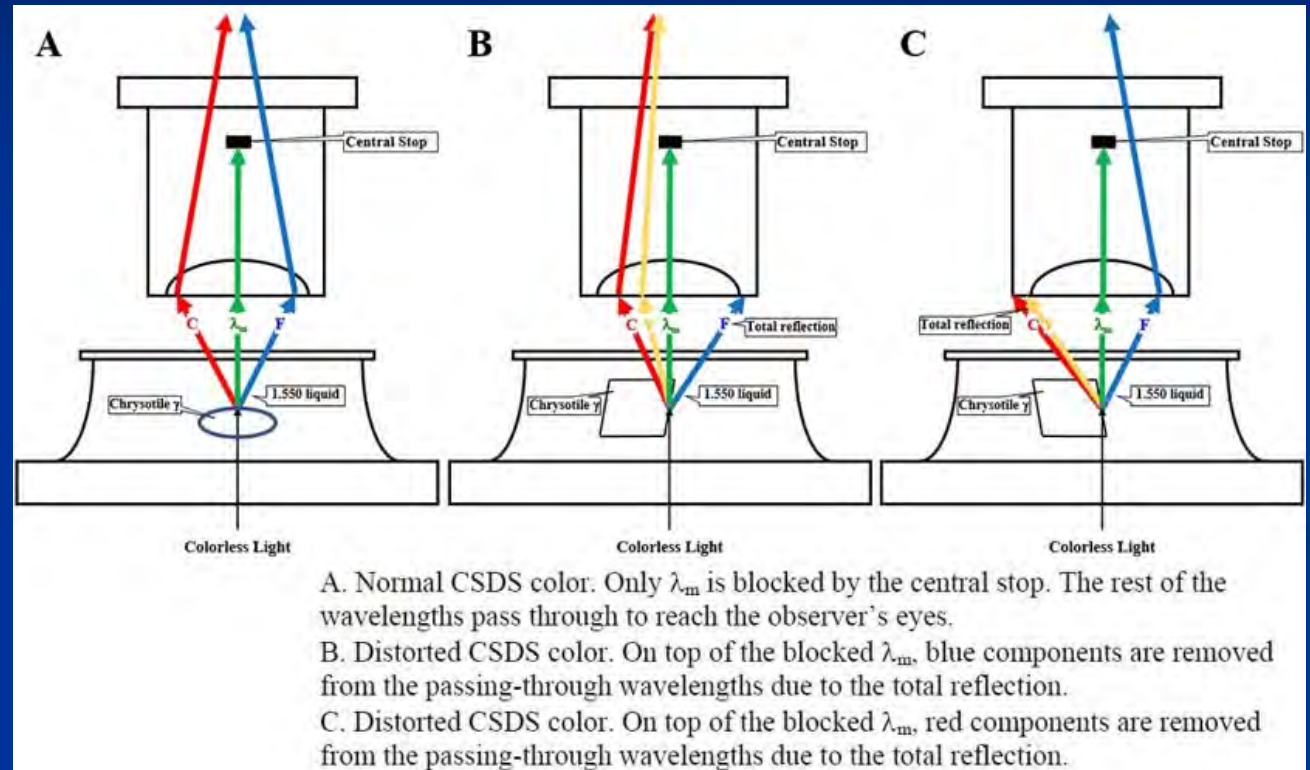 A
B
C
Central Stop
Central Stop
Central Stop
C
λm
F
C
Y
λm
F
Total reflection
Total reflection
C
Y
λm
F
Chrysotile γ
1.550 liquid
Chrysotile γ
1.550 liquid
Chrysotile γ
1.550 liquid
Colorless Light
Colorless Light
Colorless Light
A. Normal CSDS color. Only λm is blocked by the central stop. The rest of the
wavelengths pass through to reach the observer’s eyes.
B. Distorted CSDS color. On top of the blocked λm, blue components are removed
from the passing-through wavelengths due to the total reflection.
C. Distorted CSDS color. On top of the blocked λm, red components are removed
from the passing-through wavelengths due to the total reflection.